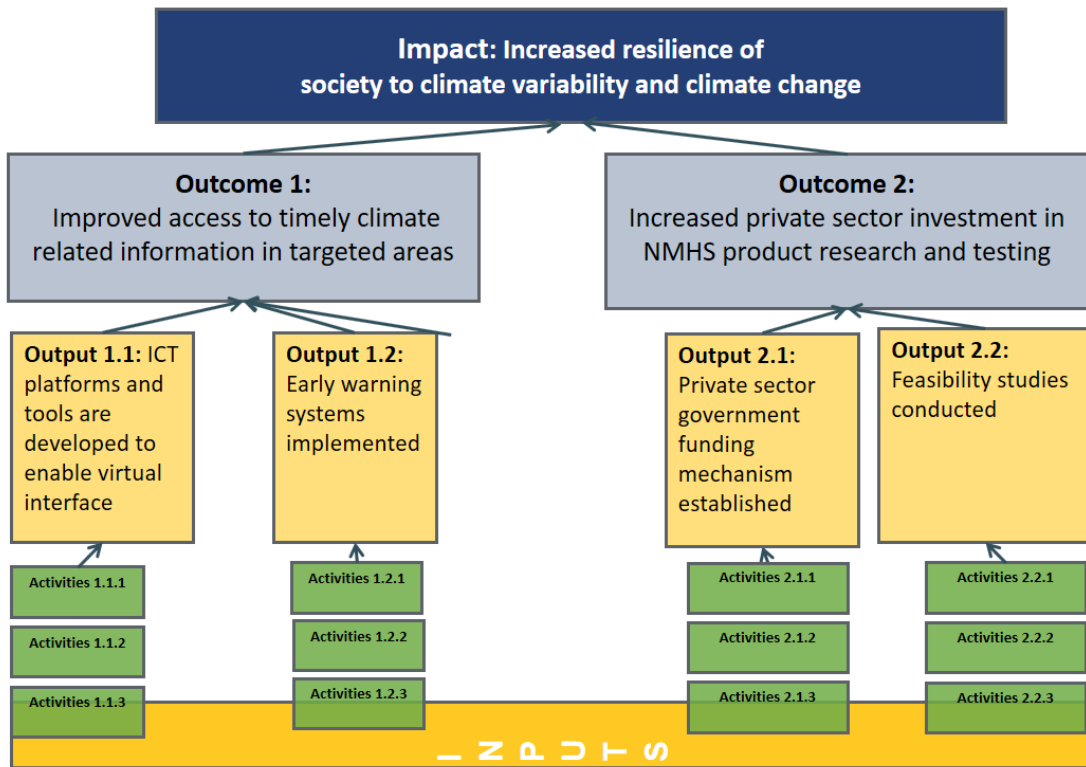 Impact: Increased resilience of
society to climate variability and climate change
Outcome 1:
Improved access to timely climate
related information in targeted areas
Outcome 2:
Increased private sector investment in
NMHS product research and testing
Output 1.1: ICT
platforms and
tools are
developed to
enable virtual
interface
Output 1.2:
Early warning
systems
implemented
Output 2.1:
Private sector
government
funding
mechanism
established
Output 2.2:
Feasibility studies
conducted
Activities 1.1.1
Activities 1.1.2
Activities 1.1.3
Activities 1.2.1
Activities 1.2.2
Activities 1.2.3
Activities 2.1.1
Activities 2.1.2
Activities 2.1.3
Activities 2.2.1
Activities 2.2.2
Activities 2.2.3
INPUTS